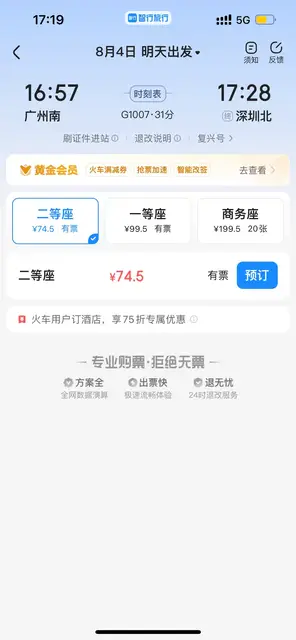 17:19
智行旅行
5G
8月4日 明天出发
须知
反馈
16:57
时刻表
17:28
广州南
G1007·31分
终 深圳北
刷证件进站
退改说明
复兴号
黄金会员
火车满减券
抢票加速
智能改签
去查看
二等座
¥74.5 有票
一等座
¥99.5 有票
商务座
¥199.5 20张
二等座
¥74.5
有票
预订
火车用户订酒店，享75折专属优惠
专业购票·拒绝无票
方案全
出票快
退无忧
全网数据演算
极速流畅体验
24时退改服务